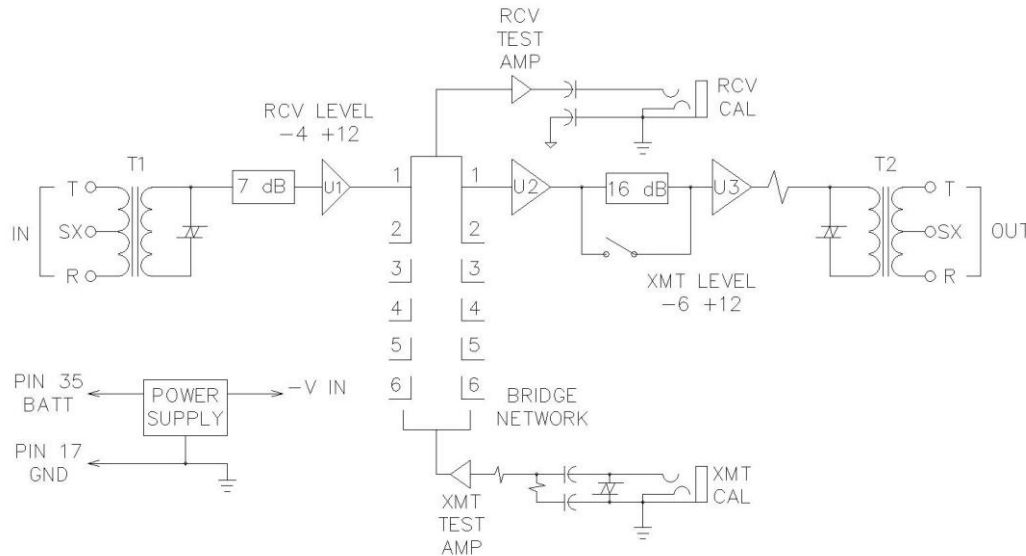 RCV
TEST
AMP
RCV
CAL
RCV LEVEL
-4 +12
T1
T
SX
R
IN
7 dB
U1
1
2
3
4
5
6
1
2
3
4
5
6
U2
16 dB
U3
XMT LEVEL
-6 +12
T2
T
SX
R
OUT
PIN 35
BATT
POWER
SUPPLY
-V IN
PIN 17
GND
BRIDGE
NETWORK
XMT
TEST
AMP
XMT
CAL